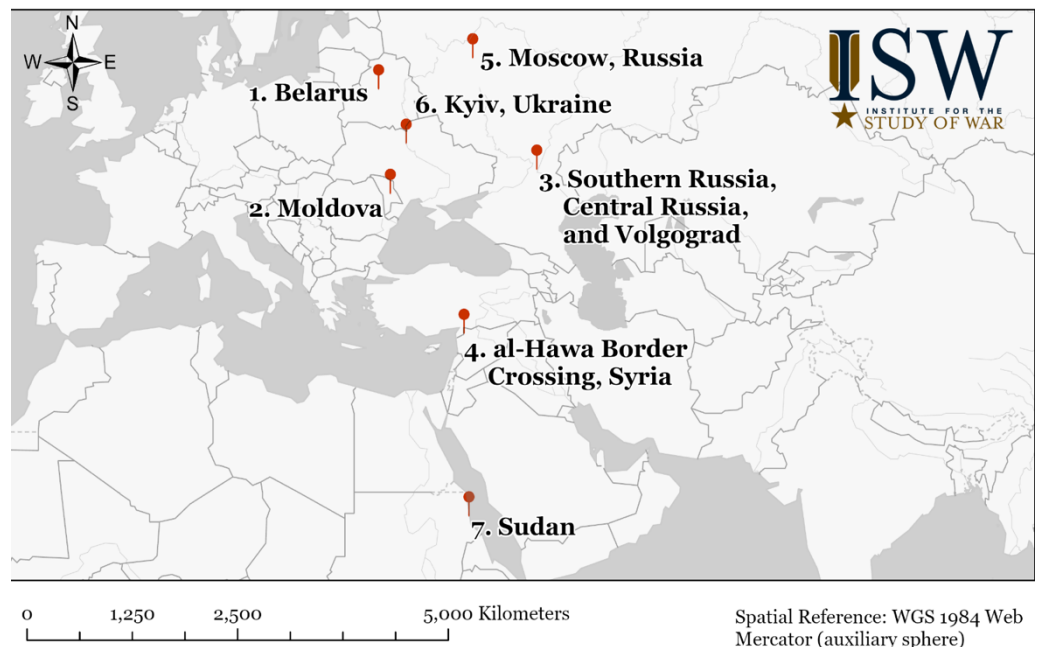 N
W E
S
5. Moscow, Russia
1. Belarus
6. Kyiv, Ukraine
ISW
INSTITUTE FOR THE
STUDY OF WAR
3. Southern Russia,
Central Russia,
and Volgograd
2. Moldova
4. al-Hawa Border
Crossing, Syria
7. Sudan
0 1,250 2,500 5,000 Kilometers
Spatial Reference: WGS 1984 Web
Mercator (auxiliary sphere)